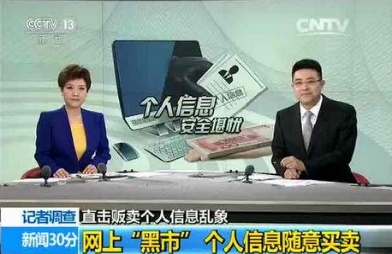 CCTV 13
新闻
CNTV
个人信息
安全堪忧
记者调查
直击贩卖个人信息乱象
新闻30分
网上“黑市” 个人信息随意买卖